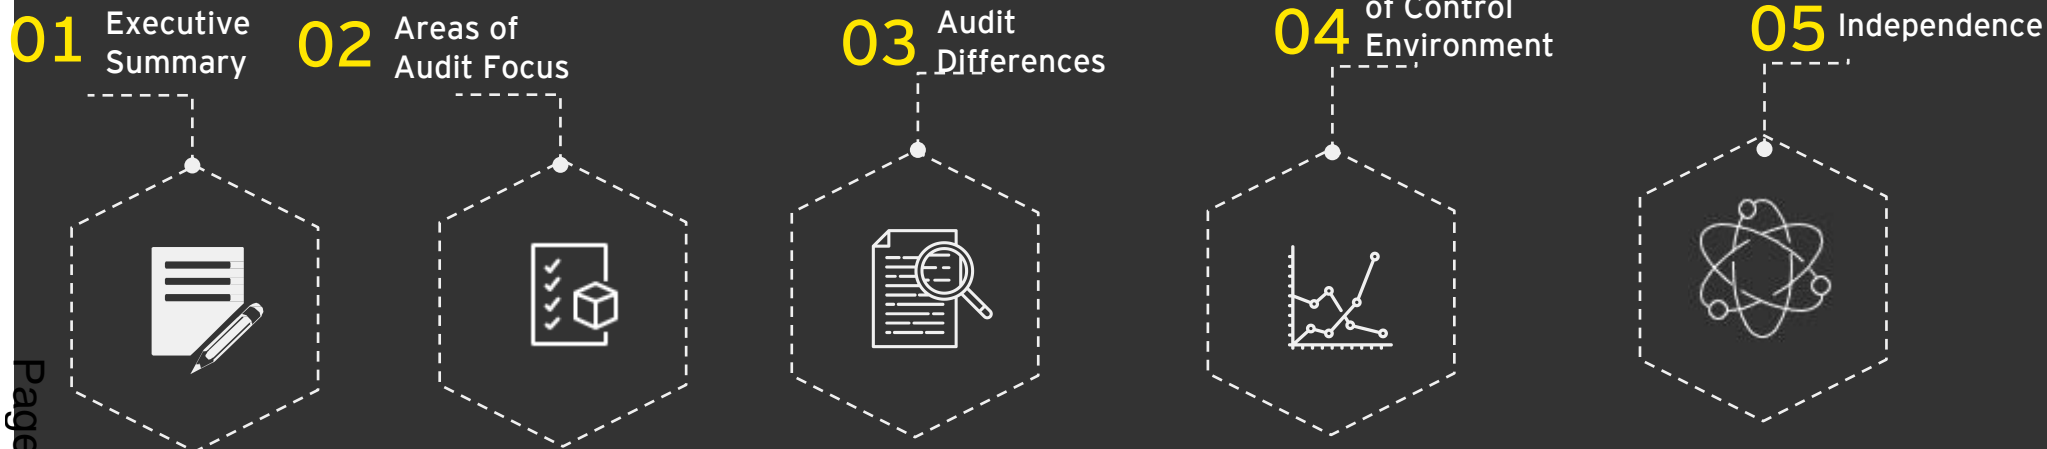 01 Executive
Summary
02 Areas of
Audit Focus
03 Audit
Differences
04 of Control
Environment
05 Independence
Page